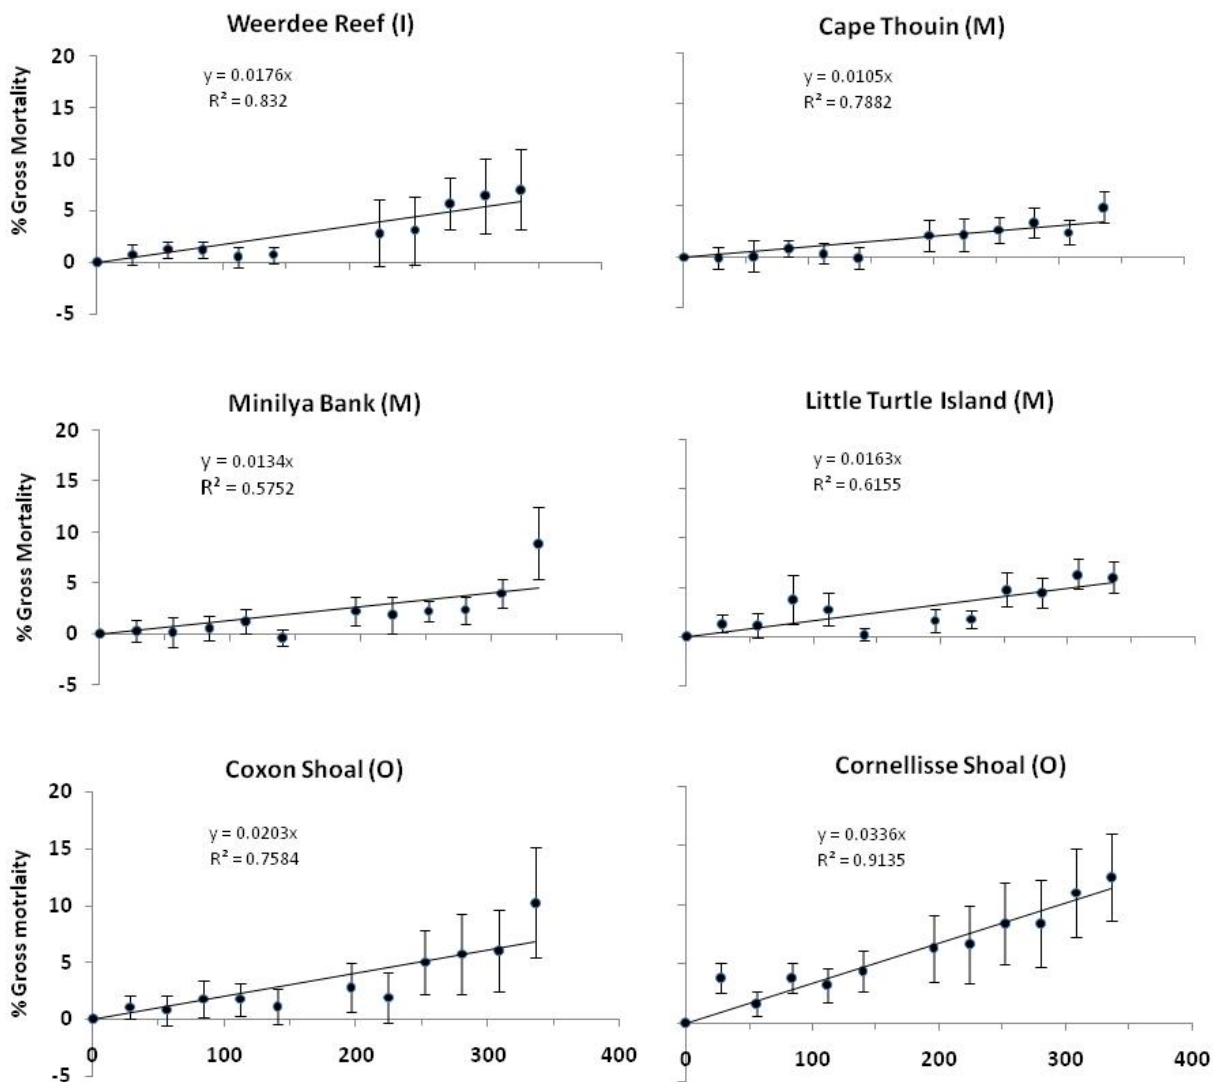 Weerdee Reef (I)
% Gross Mortality
20
15
10
5
0
-5
y = 0.0176x
R² = 0.832
Cape Thouin (M)
y = 0.0105x
R² = 0.7882
Minilya Bank (M)
% Gross Mortality
20
15
10
5
0
-5
y = 0.0134x
R² = 0.5752
Little Turtle Island (M)
y = 0.0163x
R² = 0.6155
Coxon Shoal (O)
% Gross motrlaity
20
15
10
5
0
-5
y = 0.0203x
R² = 0.7584
0 100 200 300 400
Cornellisse Shoal (O)
y = 0.0336x
R² = 0.9135
0 100 200 300 400